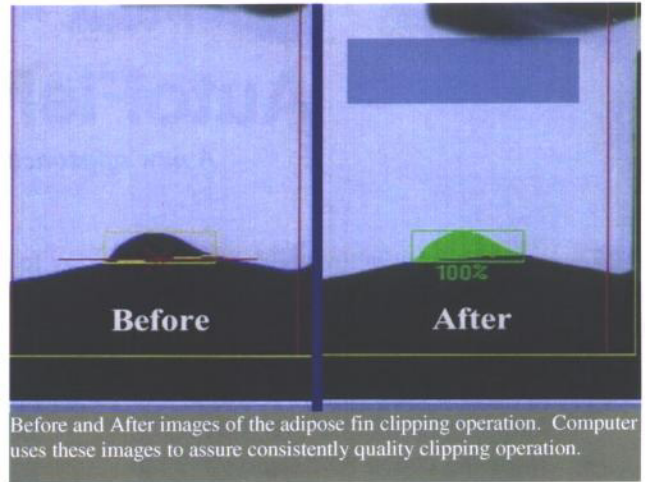 Before
After
100%
Before and After images of the adipose fin clipping operation. Computer
uses these images to assure consistently quality clipping operation.